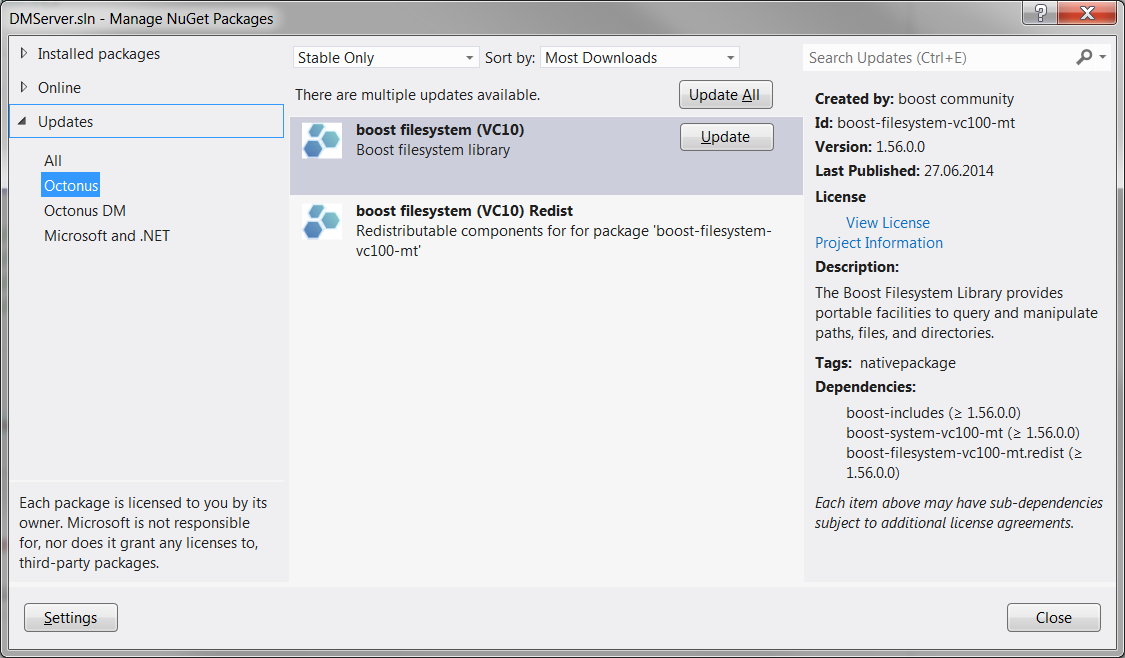 DMServer.sln - Manage NuGet Packages
Installed packages
Online
Updates
All
Octonus
Octonus DM
Microsoft and .NET
Each package is licensed to you by its
owner. Microsoft is not responsible
for, nor does it grant any licenses to,
third-party packages.
Settings
Stable Only
Sort by:
Most Downloads
There are multiple updates available.
Update All
boost filesystem (VC10)
Boost filesystem library
Update
boost filesystem (VC10) Redist
Redistributable components for for package 'boost-filesystem-
vc100-mt'
Search Updates (Ctrl+E)
Created by: boost community
Id: boost-filesystem-vc100-mt
Version: 1.56.0.0
Last Published: 27.06.2014
License
View License
Project Information
Description:
The Boost Filesystem Library provides
portable facilities to query and manipulate
paths, files, and directories.
Tags: nativepackage
Dependencies:
boost-includes (≥ 1.56.0.0)
boost-system-vc100-mt (≥ 1.56.0.0)
boost-filesystem-vc100-mt.redist (≥
1.56.0.0)
Each item above may have sub-dependencies
subject to additional license agreements.
Close